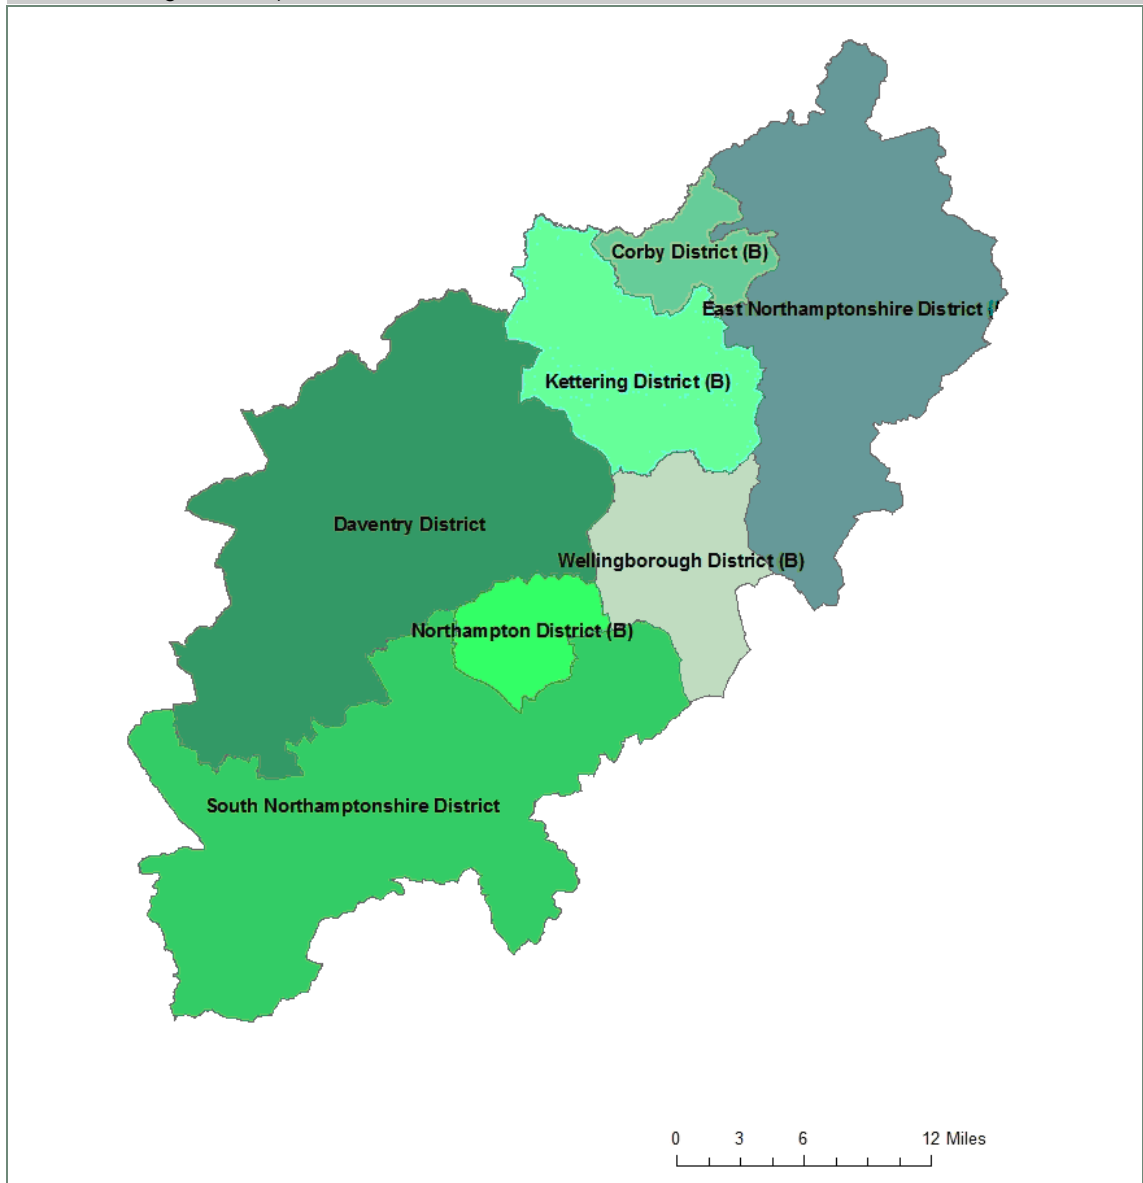 Corby District (B)
East Northamptonshire District (
Kettering District (B)
Daventry District
Wellingborough District (B)
Northampton District (B)
South Northamptonshire District
0 3 6 12 Miles